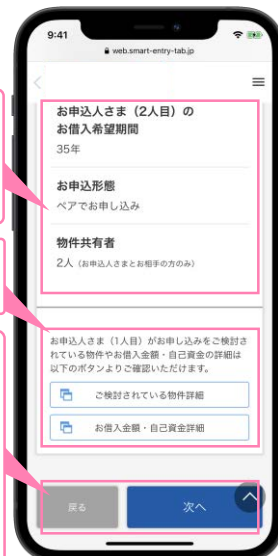 9:41
web.smart-entry-tab.jp
お申込人さま（2人目）の
お借入希望期間
35年
お申込形態
ペアでお申し込み
物件共有者
2人（お申込人さまとお相手の方のみ）
お申込人さま（1人目）がお申し込みをご検討さ
れている物件やお借入金額・自己資金の詳細は
以下のボタンよりご確認いただけます。
ご検討されている物件詳細
お借入金額・自己資金詳細
戻る
次へ